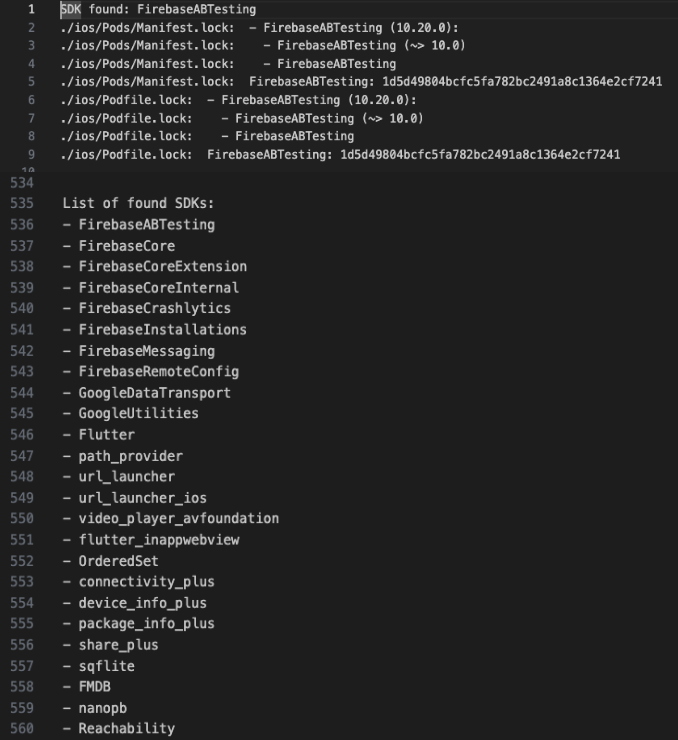 1 SDK found: FirebaseABTesting
2 ./ios/Pods/Manifest.lock:  - FirebaseABTesting (10.20.0):
3 ./ios/Pods/Manifest.lock:    - FirebaseABTesting (~> 10.0)
4 ./ios/Pods/Manifest.lock:    - FirebaseABTesting
5 ./ios/Pods/Manifest.lock:  FirebaseABTesting: 1d5d49804bcfc5fa782bc2491a8c1364e2cf7241
6 ./ios/Podfile.lock:  - FirebaseABTesting (10.20.0):
7 ./ios/Podfile.lock:    - FirebaseABTesting (~> 10.0)
8 ./ios/Podfile.lock:    - FirebaseABTesting
9 ./ios/Podfile.lock:  FirebaseABTesting: 1d5d49804bcfc5fa782bc2491a8c1364e2cf7241
10
534
535 List of found SDKs:
536 - FirebaseABTesting
537 - FirebaseCore
538 - FirebaseCoreExtension
539 - FirebaseCoreInternal
540 - FirebaseCrashlytics
541 - FirebaseInstallations
542 - FirebaseMessaging
543 - FirebaseRemoteConfig
544 - GoogleDataTransport
545 - GoogleUtilities
546 - Flutter
547 - path_provider
548 - url_launcher
549 - url_launcher_ios
550 - video_player_avfoundation
551 - flutter_inappwebview
552 - OrderedSet
553 - connectivity_plus
554 - device_info_plus
555 - package_info_plus
556 - share_plus
557 - sqflite
558 - FMDB
559 - nanopb
560 - Reachability